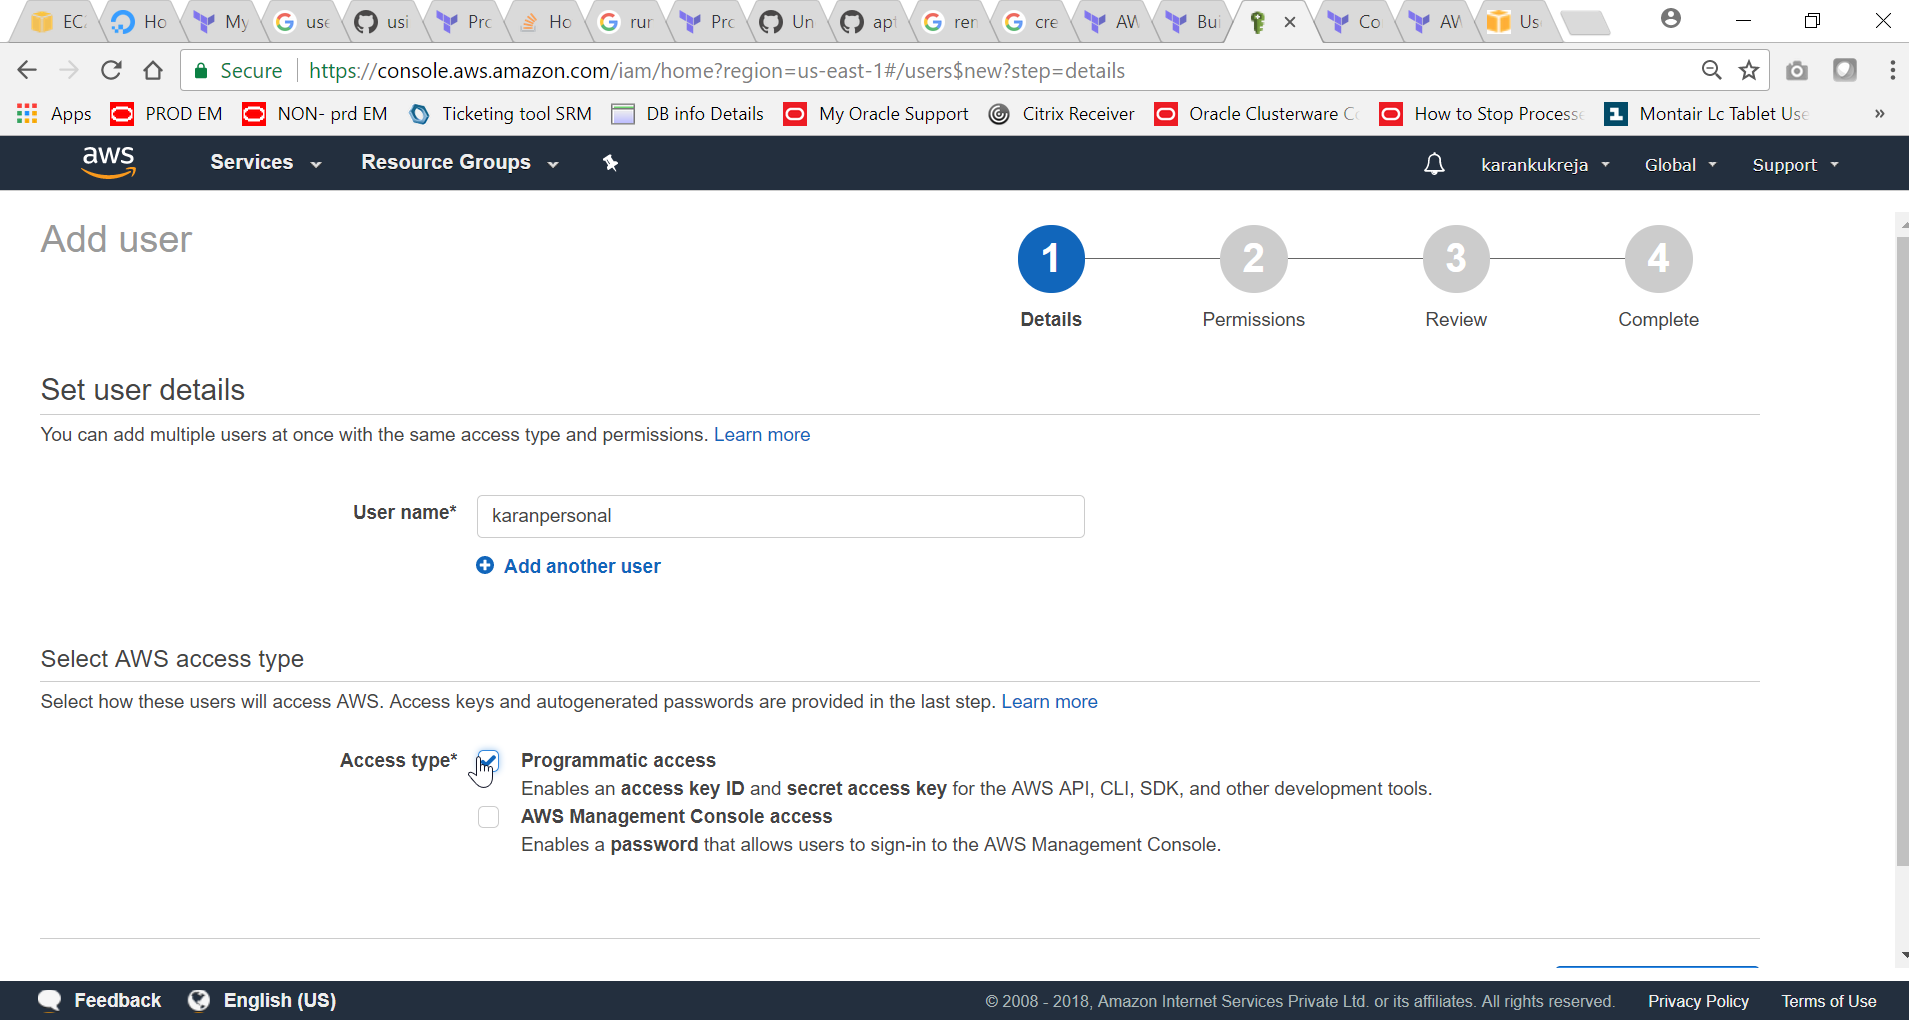 EC
Ho
My
use
usi
Pro
Ho
rur
Pro
Un
apt
ren
cre
AW
Bui
Co
AW
Us
Secure
https://console.aws.amazon.com/iam/home?region=us-east-1#/users$new?step=details
Apps
PROD EM
NON- prd EM
Ticketing tool SRM
DB info Details
My Oracle Support
Citrix Receiver
Oracle Clusterware
How to Stop Processe
Montair Lc Tablet Use
»
aws
Services
Resource Groups
karankukreja
Global
Support
Add user
1
2
3
4
Details
Permissions
Review
Complete
Set user details
You can add multiple users at once with the same access type and permissions. Learn more
User name*
karanpersonal
Add another user
Select AWS access type
Select how these users will access AWS. Access keys and autogenerated passwords are provided in the last step. Learn more
Access type*
Programmatic access
Enables an access key ID and secret access key for the AWS API, CLI, SDK, and other development tools.
AWS Management Console access
Enables a password that allows users to sign-in to the AWS Management Console.
Feedback
English (US)
© 2008 - 2018, Amazon Internet Services Private Ltd. or its affiliates. All rights reserved.
Privacy Policy
Terms of Use